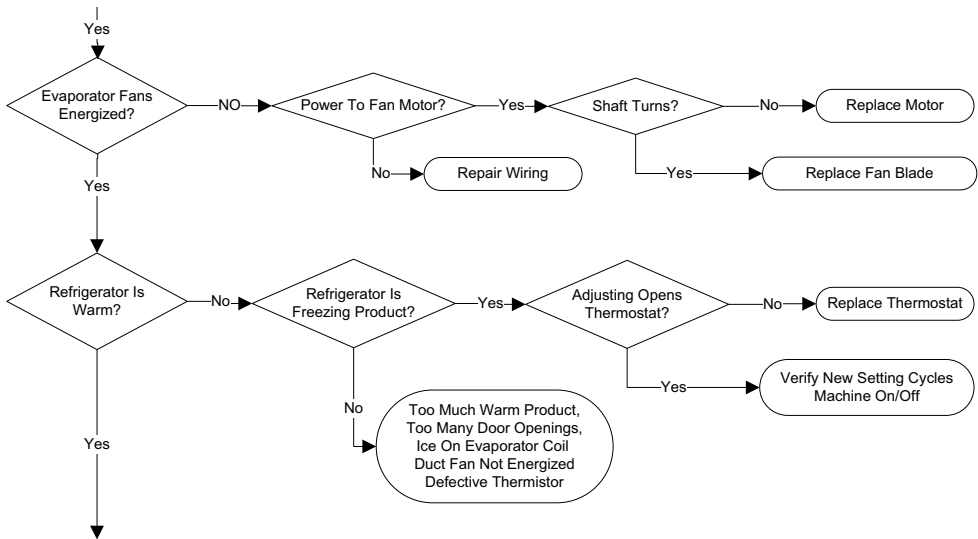 Yes
Evaporator Fans
Energized?
NO
Power To Fan Motor?
Yes
Shaft Turns?
No
Replace Motor
No
Repair Wiring
Yes
Replace Fan Blade
Yes
Refrigerator Is
Warm?
No
Refrigerator Is
Freezing Product?
Yes
Adjusting Opens
Thermostat?
No
Replace Thermostat
Yes
Verify New Setting Cycles
Machine On/Off
No
Too Much Warm Product,
Too Many Door Openings,
Ice On Evaporator Coil
Duct Fan Not Energized
Defective Thermistor
Yes